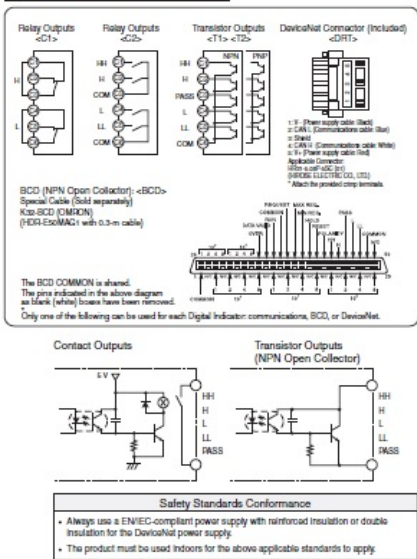 Relay Outputs
<C1>
Relay Outputs
<C2>
Transistor Outputs
<T1> <T2>
DeviceNet Connector (Included)
<DRT>
NPN
PNP
H
L
HH
H
COM
L
LL
COM
HH
H
PASS
L
LL
COM
1: V- (Power supply cable: Black)
2: CAN L (Communications cable: Blue)
3: Shield
4: CAN H (Communications cable: White)
5: V+ (Power supply cable: Red)
Applicable Connector
(HIROSE ELECTRIC CO., LTD.)
* Attach the provided crimp terminals.
BCD (NPN Open Collector): <BCD>
Special Cable (Sold separately)
K32-BCD (OMRON)
(HDR-E50MAG1 with 0.3-m cable)
The BCD COMMON is shared.
The pins indicated in the above diagram
as blank (white) boxes have been removed.
Only one of the following can be used for each Digital Indicator: communications, BCD, or DeviceNet.
Contact Outputs
Transistor Outputs
(NPN Open Collector)
5 V
HH
H
L
LL
PASS
HH
H
L
LL
PASS
Safety Standards Conformance
• Always use a EN/IEC-compliant power supply with reinforced insulation or double
insulation for the DeviceNet power supply.
• The product must be used indoors for the above applicable standards to apply.